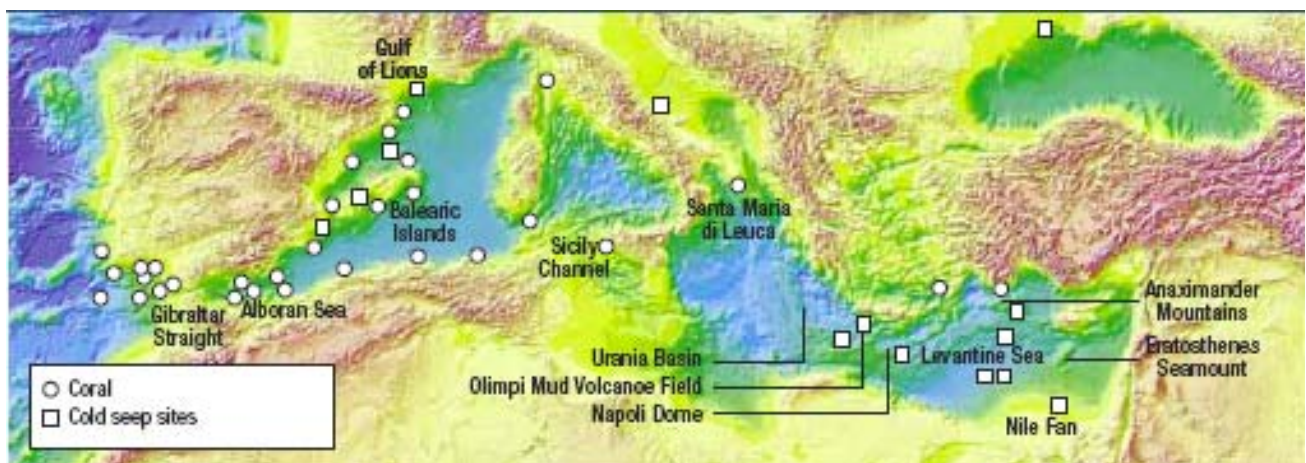 Gulf
of Lions
Balearic
Islands
Sicily
Channel
Santa Maria
di Leuca
Gibraltar
Straight
Alboran Sea
Anaximander
Mountains
Urania Basin
Levantine Sea
Eratosthenes
Seamount
Olimpi Mud Volcanoe Field
Napoli Dome
Nile Fan
Coral
Cold seep sites